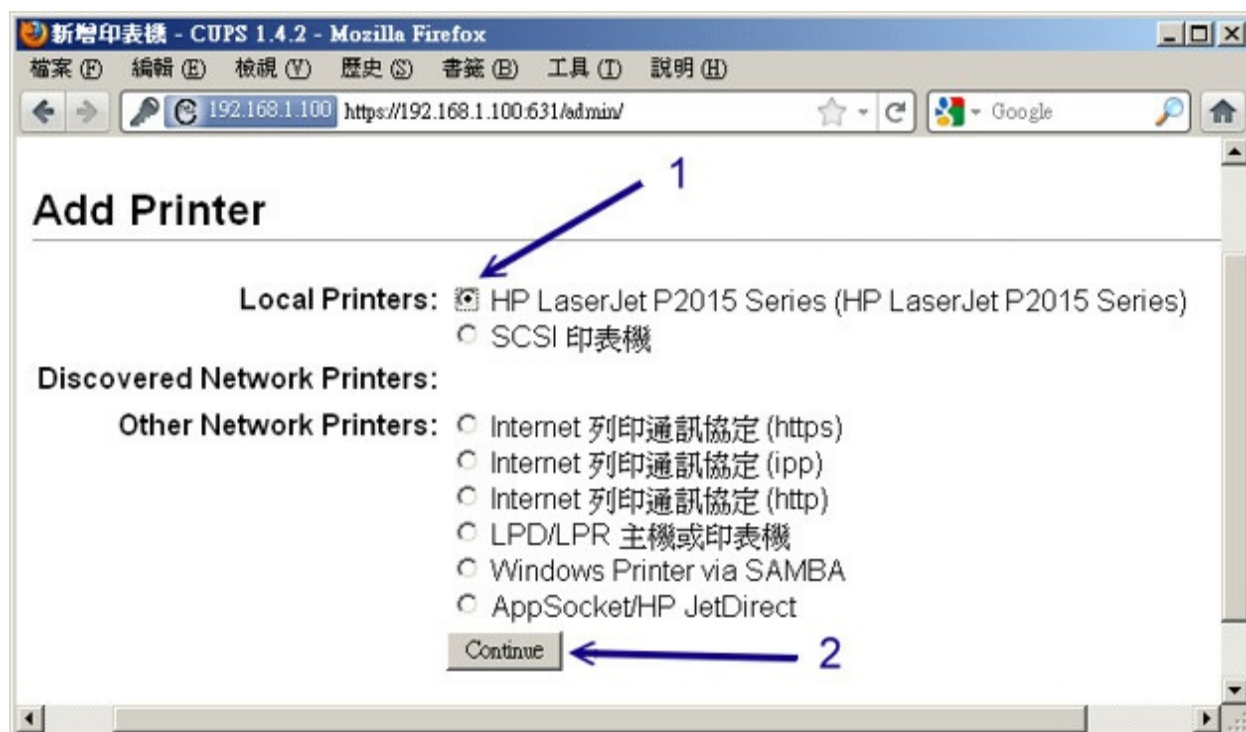 新增印表機 - CUPS 1.4.2 - Mozilla Firefox
檔案(F) 編輯(E) 檢視(V) 歷史(S) 書籤(B) 工具(T) 說明(H)
192.168.1.100 https://192.168.1.100:631/admin/ Google
1
Add Printer
Local Printers: HP LaserJet P2015 Series (HP LaserJet P2015 Series)
SCSI 印表機
Discovered Network Printers:
Other Network Printers: Internet 列印通訊協定 (https)
Internet 列印通訊協定 (ipp)
Internet 列印通訊協定 (http)
LPD/LPR 主機或印表機
Windows Printer via SAMBA
AppSocket/HP JetDirect
Continue 2